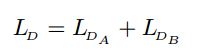 L_D = L_{D_A} + L_{D_B}